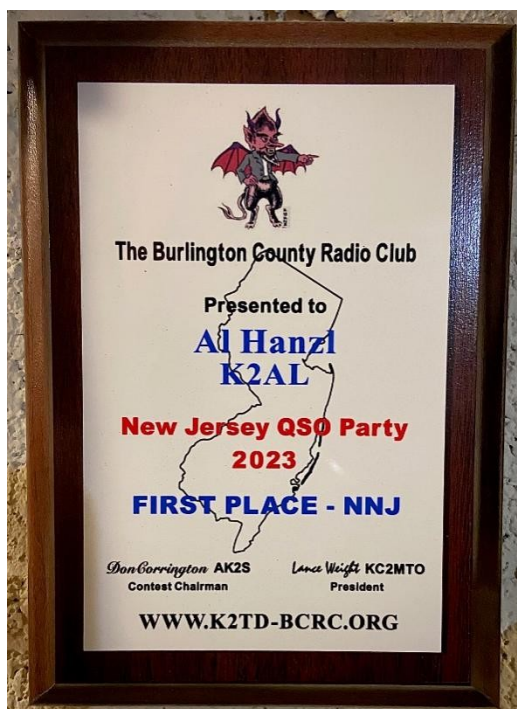 The Burlington County Radio Club
Presented to
Al Hanzl
K2AL
New Jersey QSO Party
2023
FIRST PLACE - NNJ
Don Corrington AK2S
Lance Weight KC2MTO
Contest Chairman
President
WWW.K2TD-BCRC.ORG